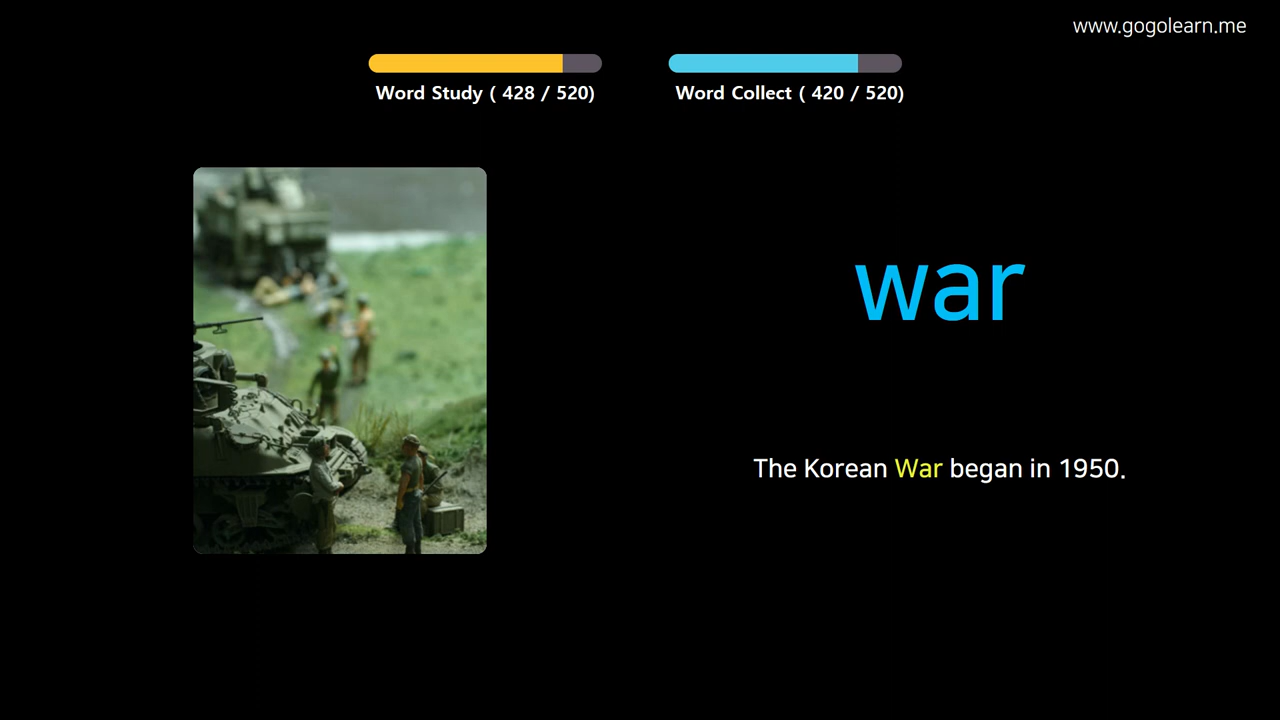 www.gogolearn.me
Word Study ( 428 / 520)
Word Collect ( 420 / 520)
war
The Korean War began in 1950.